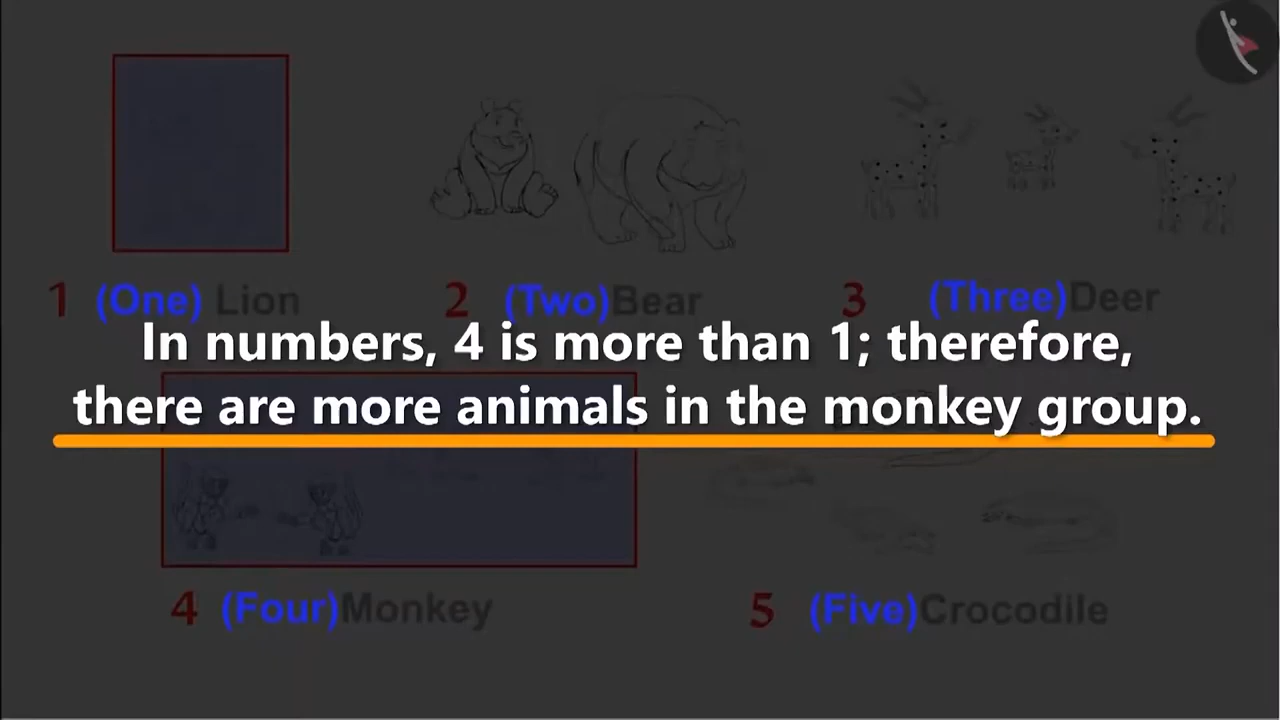 1 (One) Lion
2 (Two)Bear
3 (Three)Deer
In numbers, 4 is more than 1; therefore,
there are more animals in the monkey group.
4 (Four)Monkey
5 (Five)Crocodile